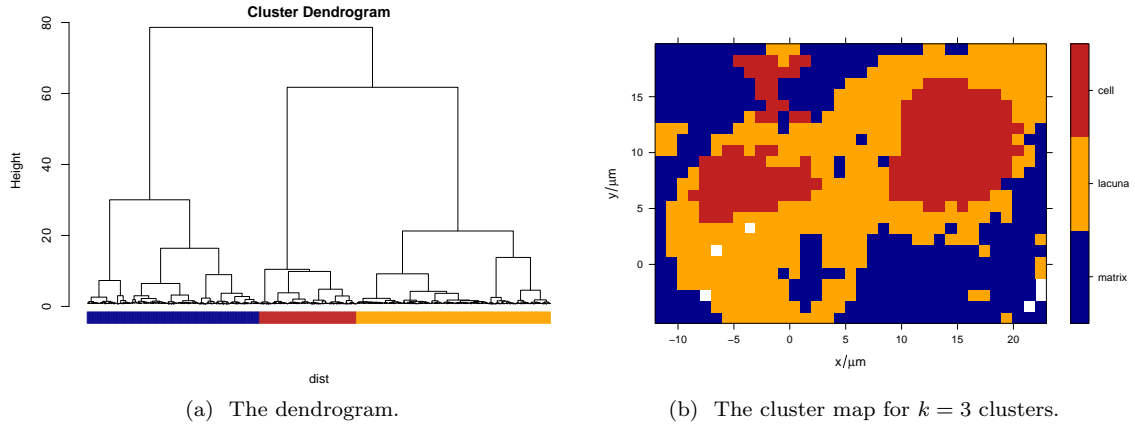 Cluster Dendrogram
Height
80
60
40
20
0
dist
(a) The dendrogram.
y/µm
15
10
5
0
−10
−5
0
5
10
15
20
x/µm
cell
lacuna
matrix
(b) The cluster map for k = 3 clusters.